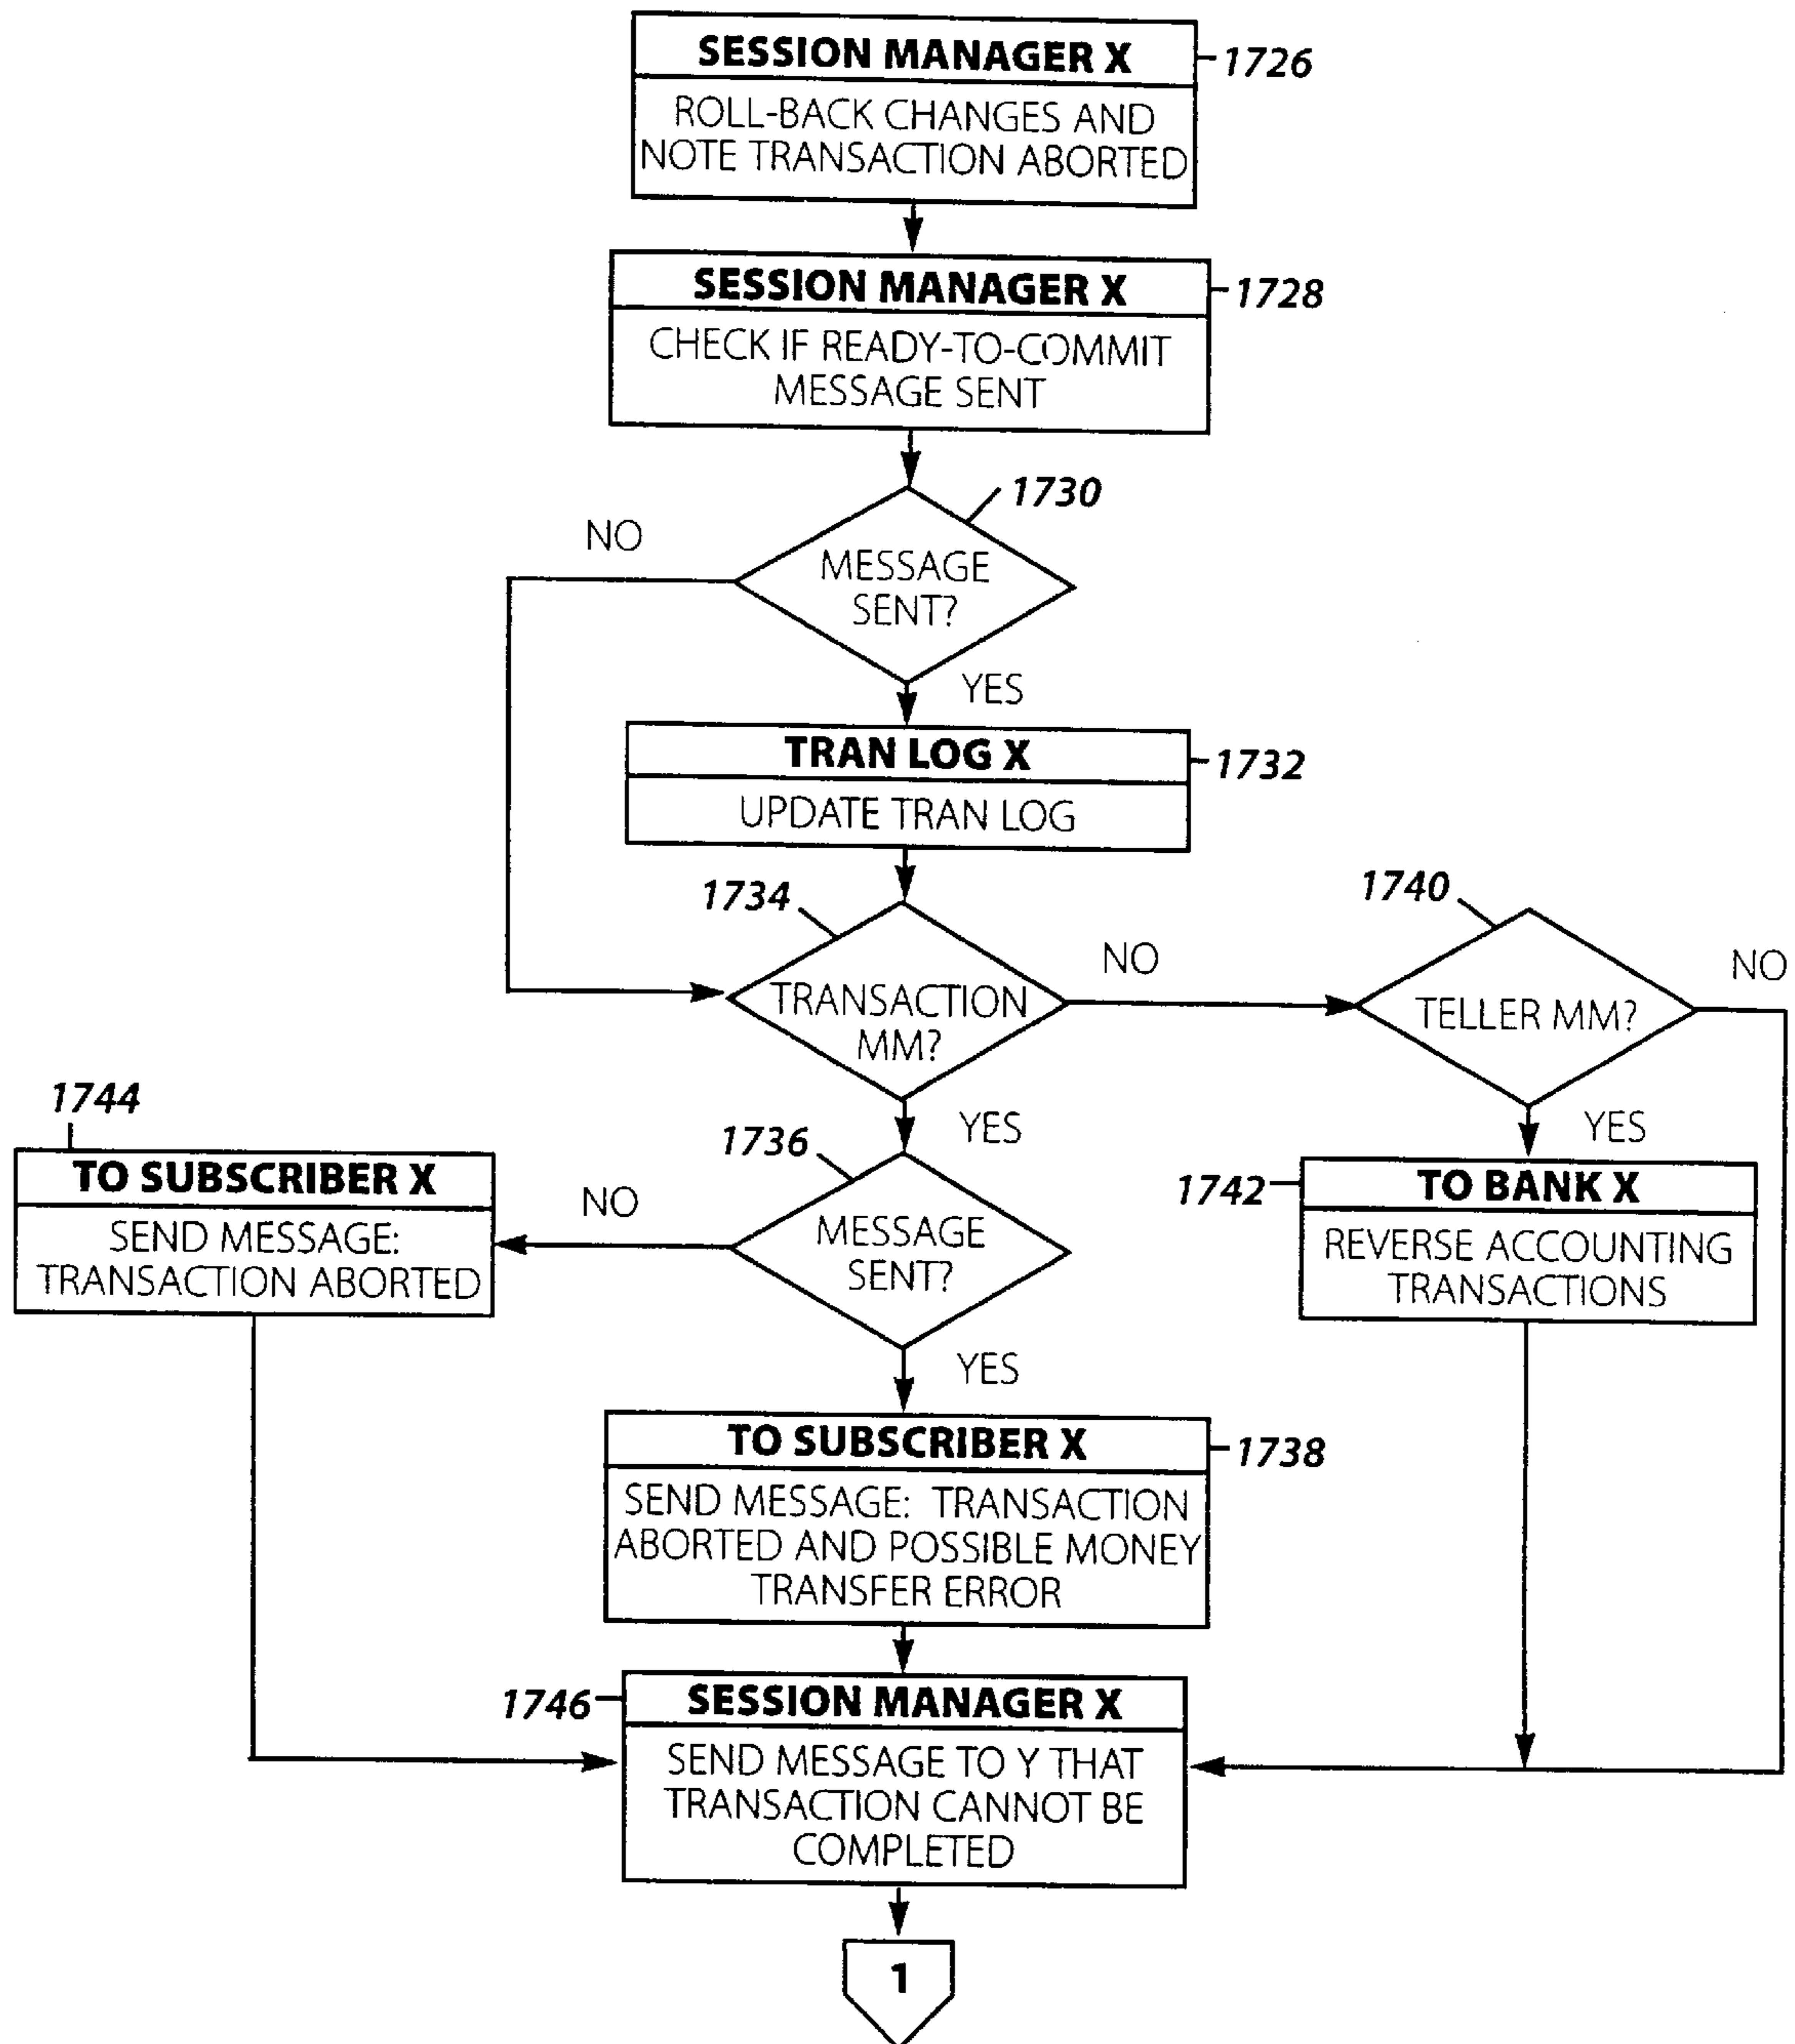 SESSION MANAGER X
1726
ROLL-BACK CHANGES AND
NOTE TRANSACTION ABORTED
SESSION MANAGER X
1728
CHECK IF READY-TO-COMMIT
MESSAGE SENT
1730
NO
MESSAGE
SENT?
YES
TRAN LOG X
1732
UPDATE TRAN LOG
1734
1740
NO
NO
TRANSACTION
MM?
TELLER MM?
1744
YES
YES
1736
TO SUBSCRIBER X
1742
TO BANK X
NO
SEND MESSAGE:
TRANSACTION ABORTED
MESSAGE
SENT?
REVERSE ACCOUNTING
TRANSACTIONS
YES
TO SUBSCRIBER X
1738
SEND MESSAGE: TRANSACTION
ABORTED AND POSSIBLE MONEY
TRANSFER ERROR
1746
SESSION MANAGER X
SEND MESSAGE TO Y THAT
TRANSACTION CANNOT BE
COMPLETED
1